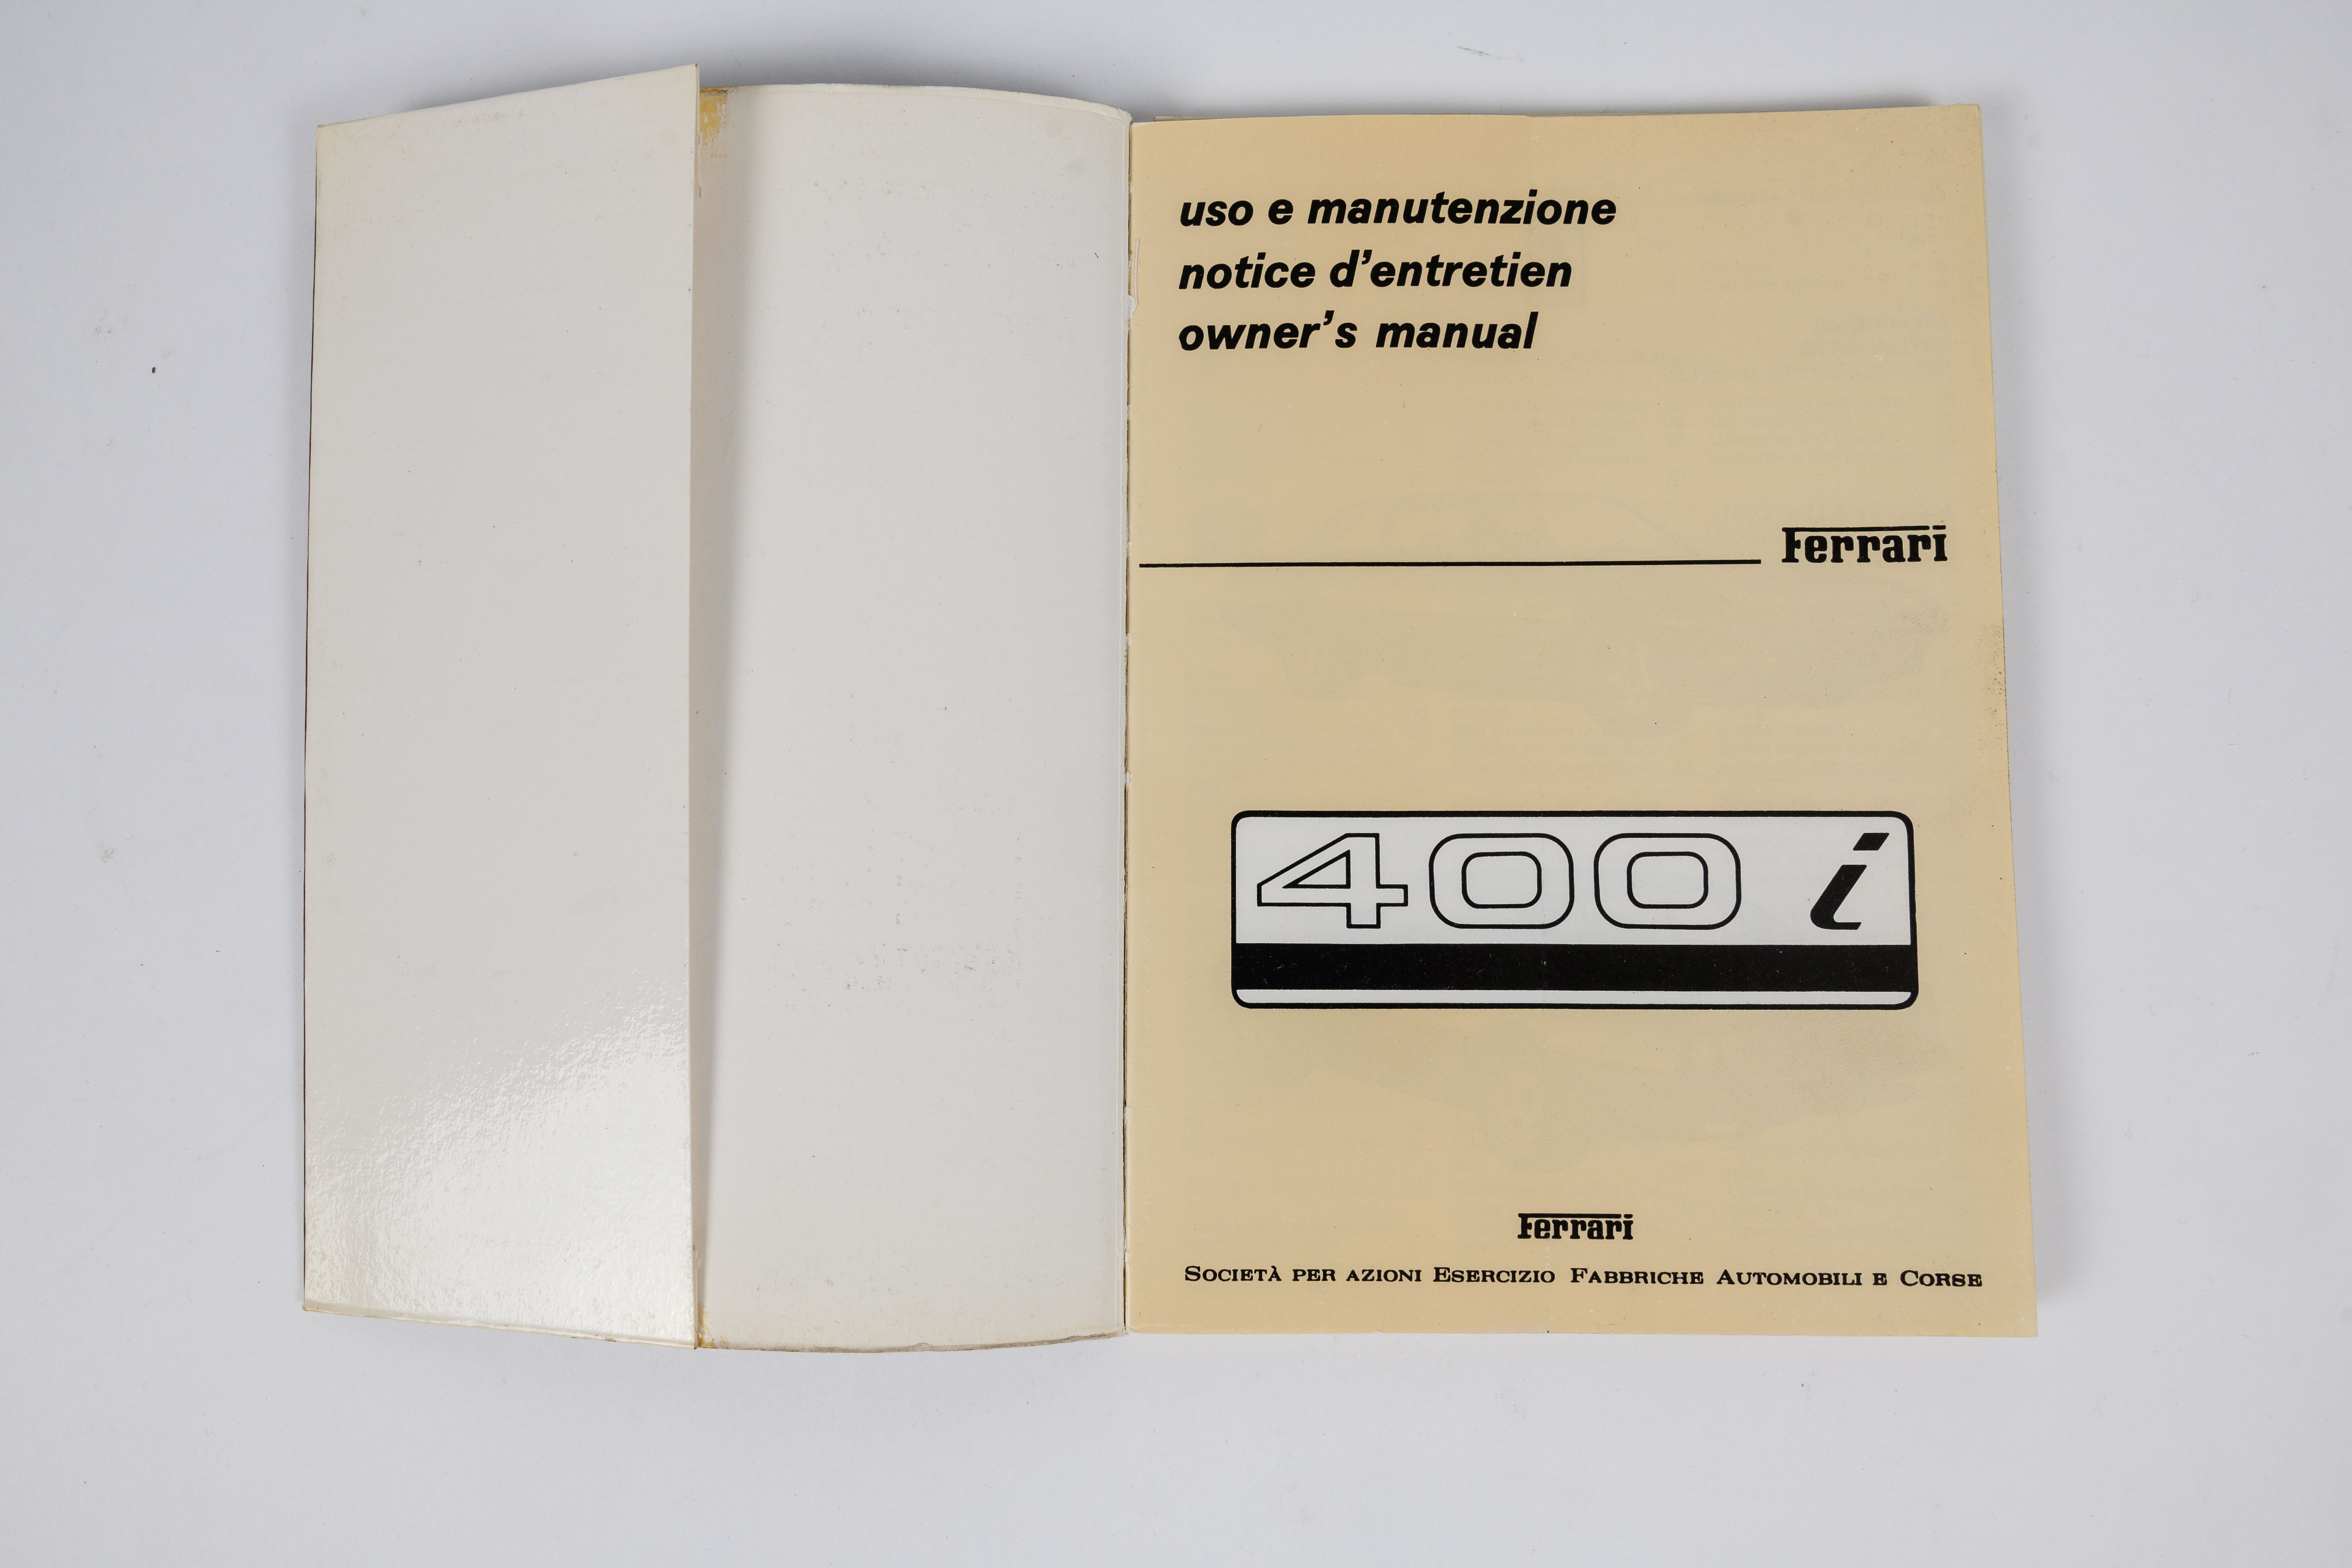 uso e manutenzione
notice d'entretien
owner's manual
Ferrari
400 i
Ferrari
Società per azioni Esercizio Fabbriche Automobili e Corse